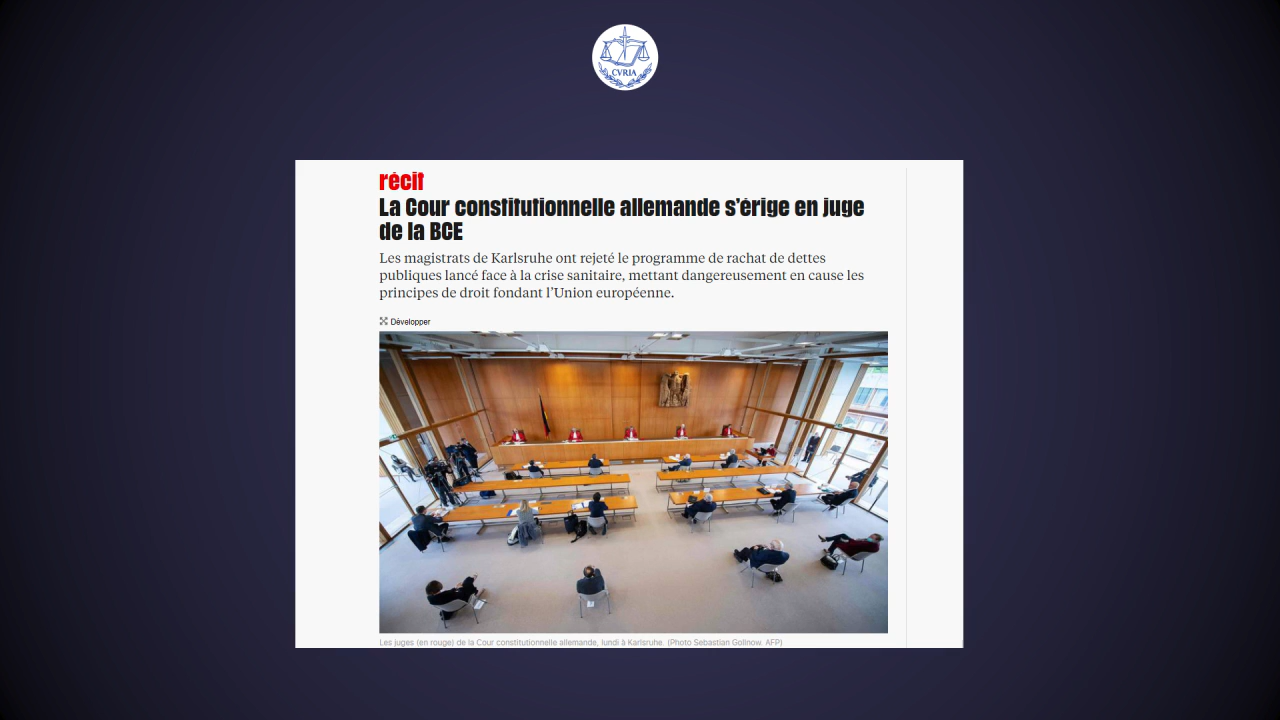 CVRIA
récit
La Cour constitutionnelle allemande s'érige en juge
de la BCE
Les magistrats de Karlsruhe ont rejeté le programme de rachat de dettes
publiques lancé face à la crise sanitaire, mettant dangereusement en cause les
principes de droit fondant l'Union européenne.
Développer
Les juges (en rouge) de la Cour constitutionnelle allemande, lundi à Karlsruhe. (Photo Sebastian Gollnow. AFP)